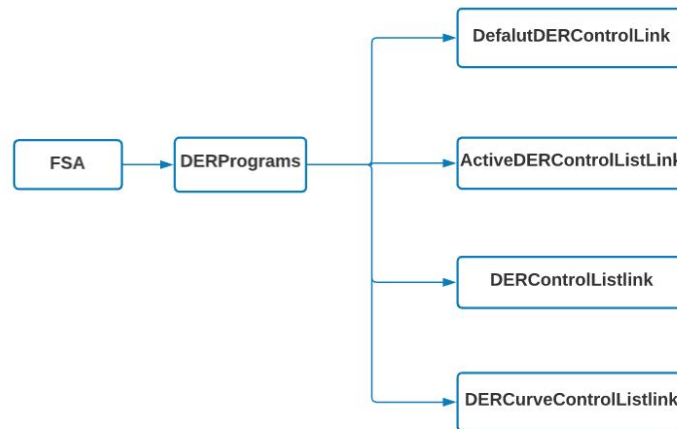 DefalutDERControlLink
FSA
DERPrograms
ActiveDERControlListLink
DERControlListlink
DERCurveControlListlink